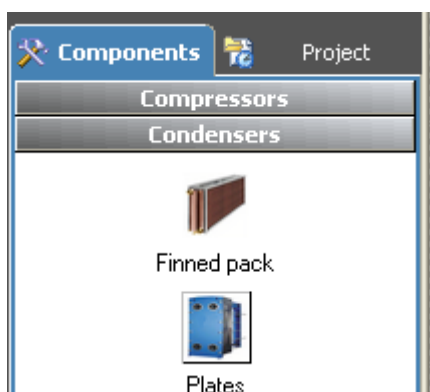 Components Project
Compressors
Condensers
Finned pack
Plates